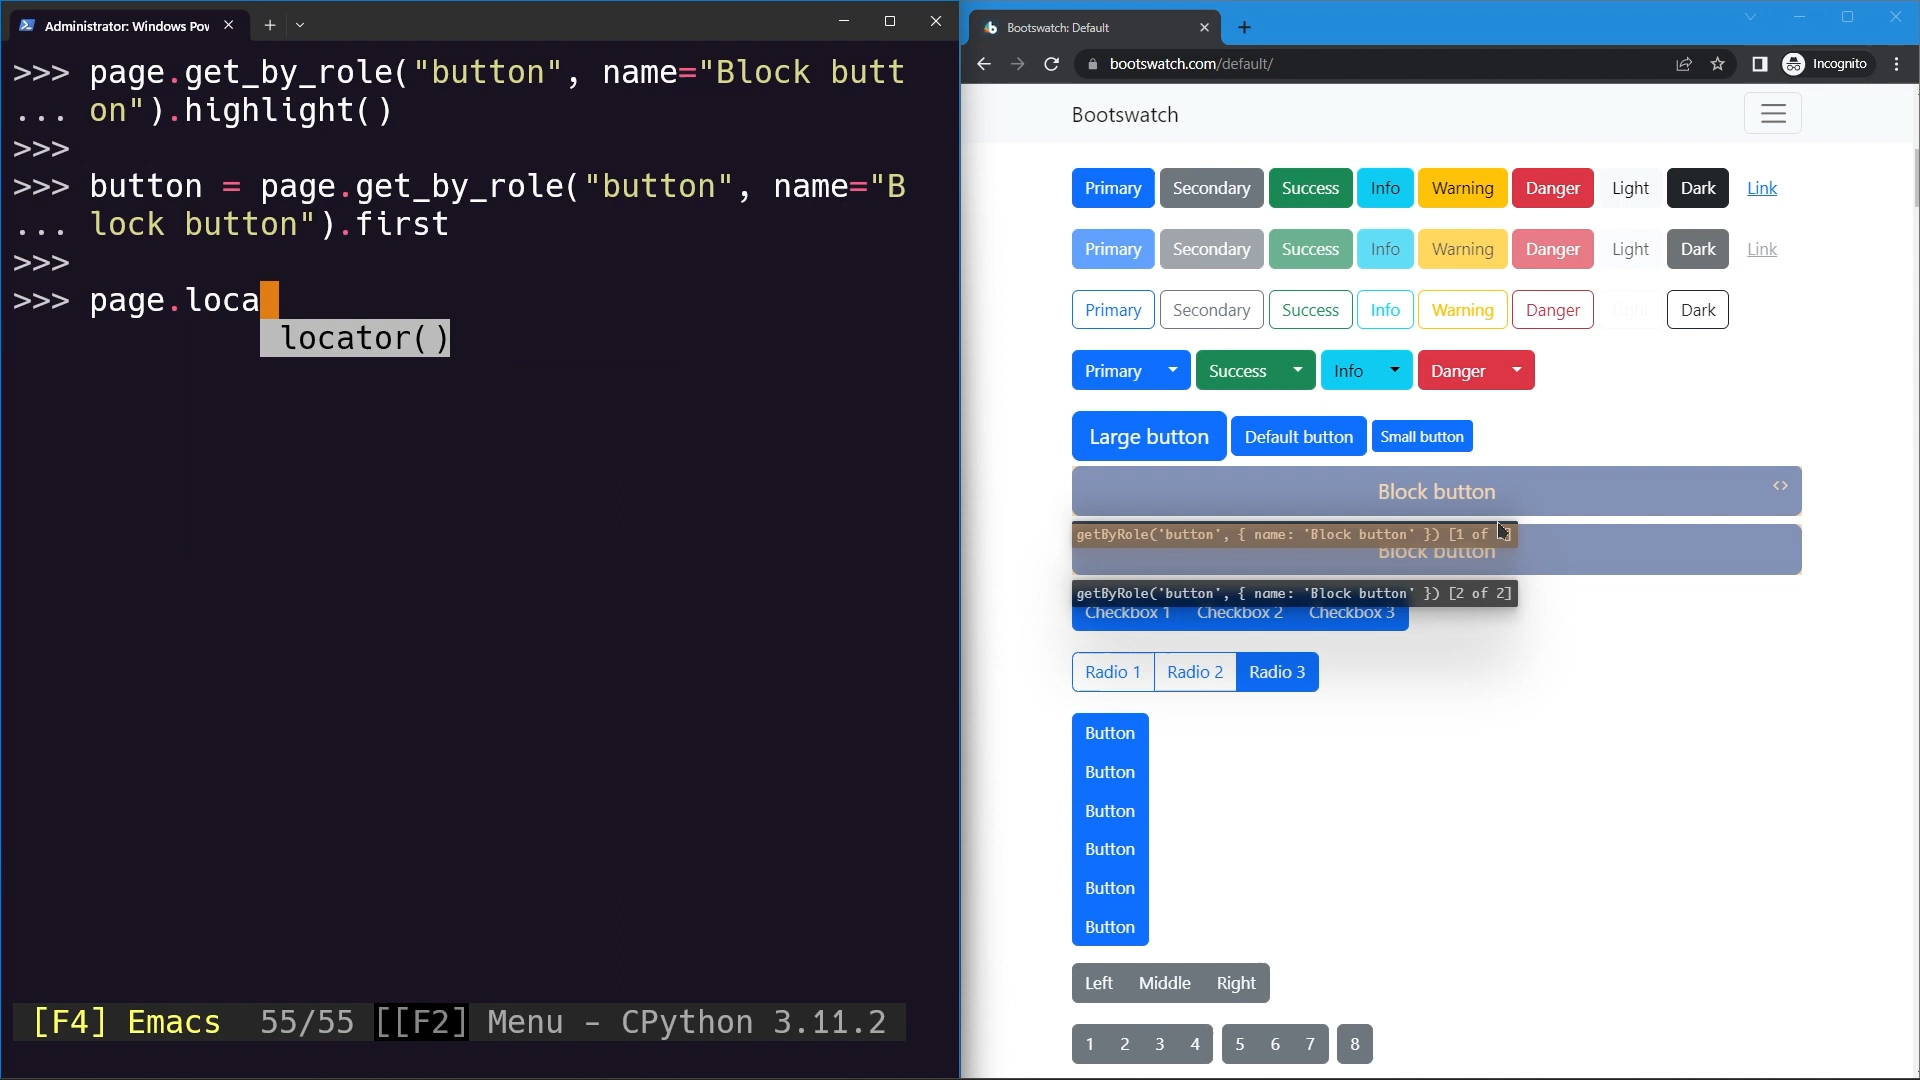 Administrator: Windows Pov
>>> page.get_by_role("button", name="Block butt
... on").highlight()
>>>
>>> button = page.get_by_role("button", name="B
... lock button").first
>>>
>>> page.loca
locator()
[F4] Emacs 55/55 [[F2] Menu - CPython 3.11.2
Bootswatch: Default
bootswatch.com/default/
Incognito
Bootswatch
Primary Secondary Success Info Warning Danger Light Dark Link
Primary Secondary Success Info Warning Danger Light Dark Link
Primary Secondary Success Info Warning Danger Light Dark
Primary Success Info Danger
Large button Default button Small button
Block button
getByRole('button', { name: 'Block button' }) [1 of
Block button
getByRole('button', { name: 'Block button' }) [2 of 2]
Checkbox 1 Checkbox 2 Checkbox 3
Radio 1 Radio 2 Radio 3
Button
Button
Button
Button
Button
Button
Left Middle Right
1 2 3 4 5 6 7 8